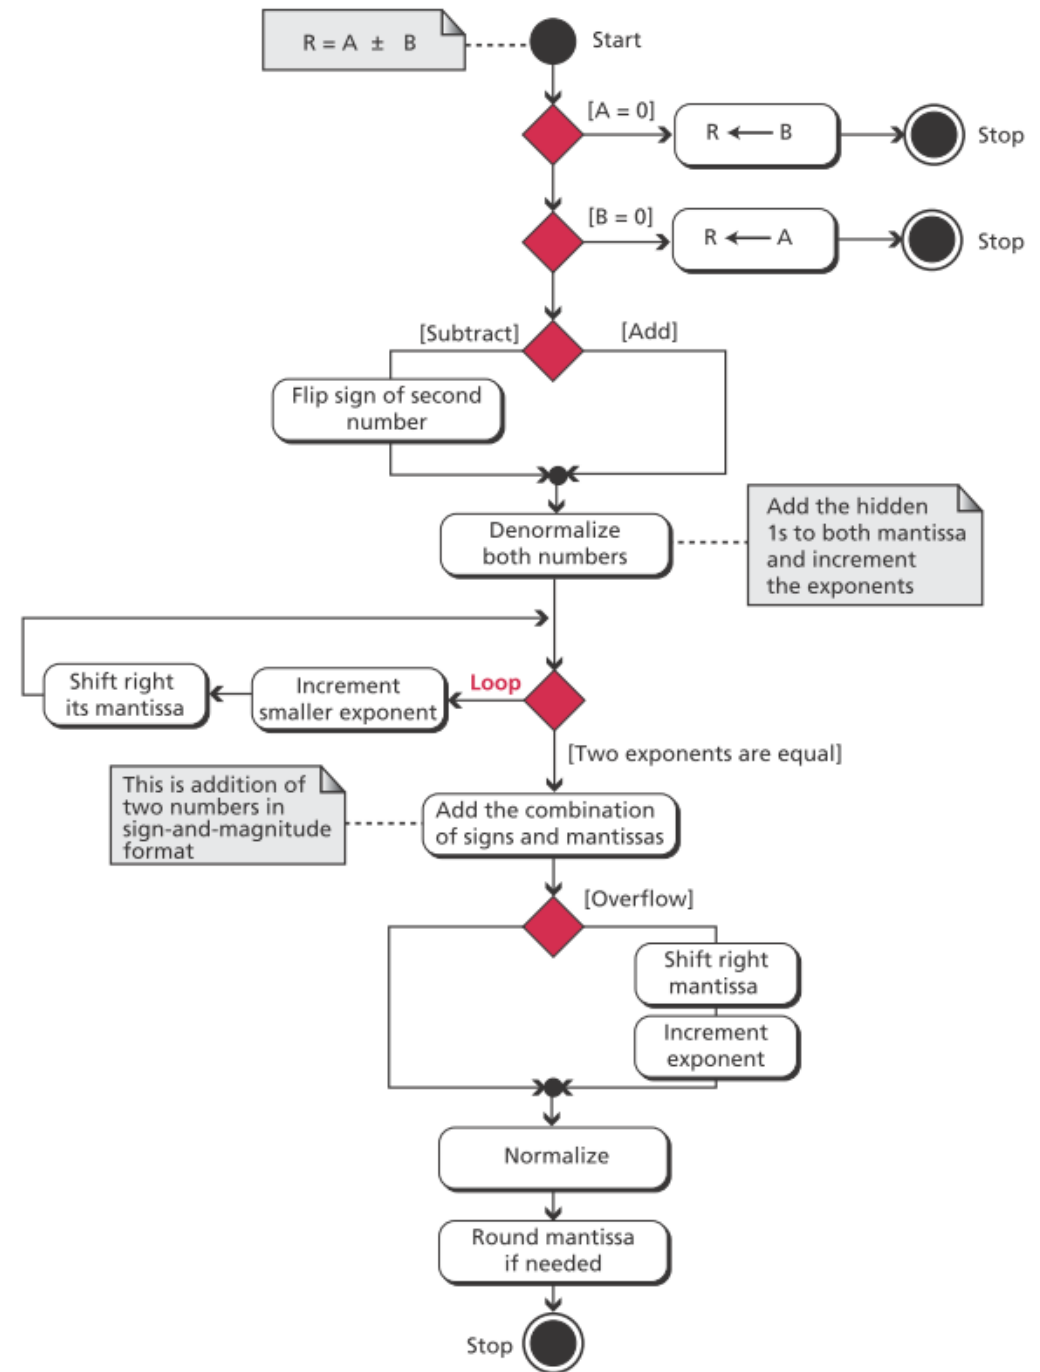 R = A ± B
Start
[A = 0]
R ← B
Stop
[B = 0]
R ← A
Stop
[Subtract]
[Add]
Flip sign of second
number
Denormalize
both numbers
Add the hidden
1s to both mantissa
and increment
the exponents
Loop
Increment
smaller exponent
Shift right
its mantissa
[Two exponents are equal]
This is addition of
two numbers in
sign-and-magnitude
format
Add the combination
of signs and mantissas
[Overflow]
Shift right
mantissa
Increment
exponent
Normalize
Round mantissa
if needed
Stop